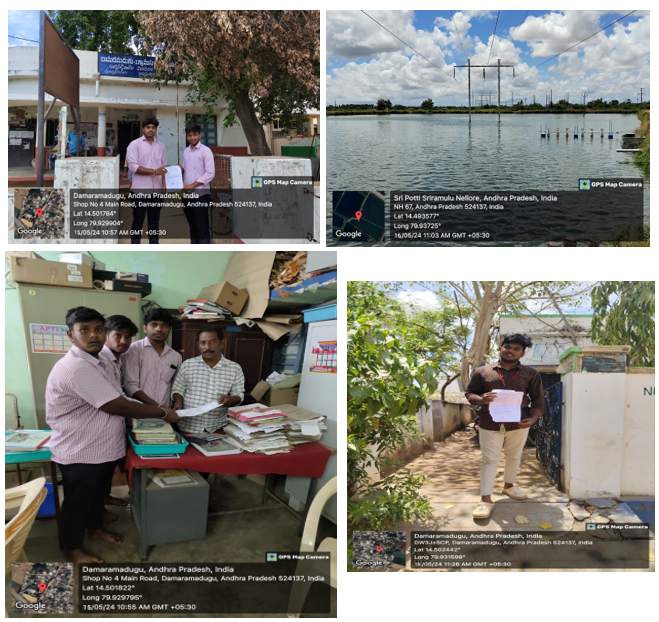 దామరమడుగు
GPS Map Camera
Damaramadugu, Andhra Pradesh, India
Shop No 4 Main Road, Damaramadugu, Andhra Pradesh 524137, India
Lat 14.501784°
Long 79.929904°
15/05/24 10:57 AM GMT +05:30
Google
GPS Map Camera
Sri Potti Sriramulu Nellore, Andhra Pradesh, India
NH 67, Andhra Pradesh 524137, India
Lat 14.493577°
Long 79.93725°
16/05/24 11:03 AM GMT +05:30
Google
GPS Map Camera
Damaramadugu, Andhra Pradesh, India
Shop No 4 Main Road, Damaramadugu, Andhra Pradesh 524137, India
Lat 14.501822°
Long 79.929795°
15/05/24 10:55 AM GMT +05:30
Google
N
GPS Map Camera
Damaramadugu, Andhra Pradesh, India
GW3J+5CP, Damaramadugu, Andhra Pradesh 524137, India
Lat 14.502442°
Long 79.931598°
15/05/24 11:26 AM GMT +05:30
Google